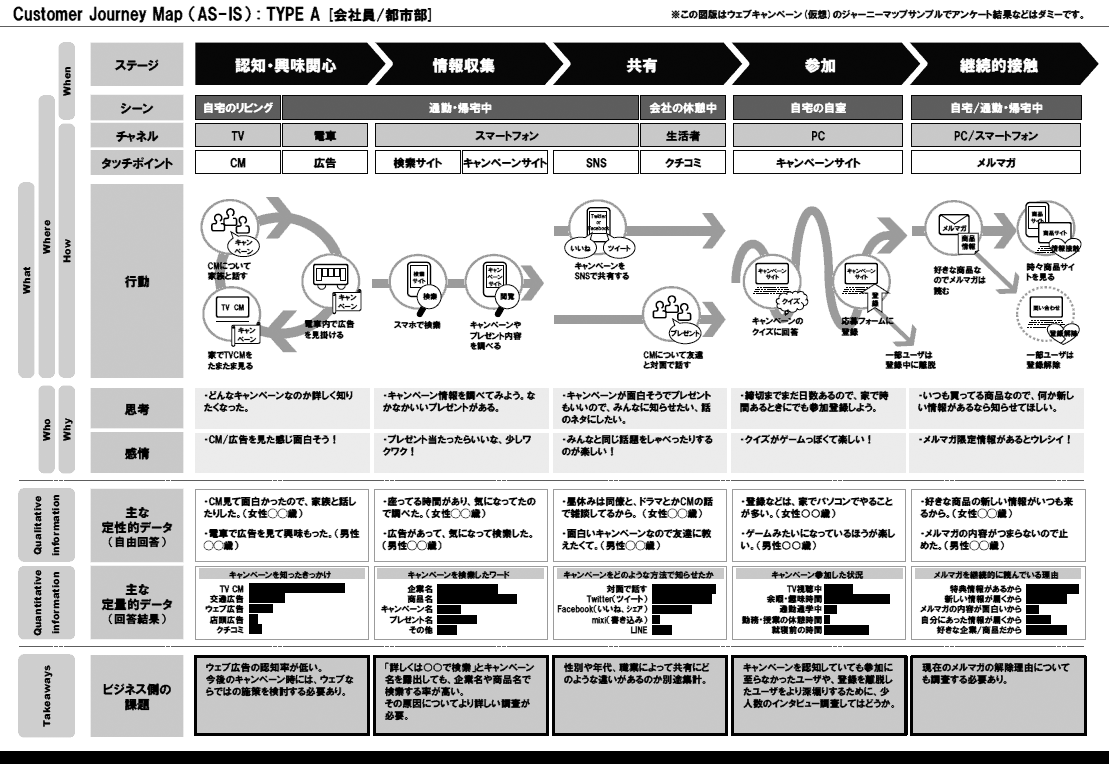 Customer Journey Map (AS-IS): TYPE A [会社員/都市部]
※この図版はウェブキャンペーン(仮想)のジャーニーマップサンプルでアンケート結果などはダミーです。
When
Where
How
What
ステージ
認知・興味関心
情報収集
共有
参加
継続的接触
シーン
自宅のリビング
通勤・帰宅中
会社の休憩中
自宅の自室
自宅/通勤・帰宅中
チャネル
TV
電車
スマートフォン
生活者
PC
PC/スマートフォン
タッチポイント
CM
広告
検索サイト
キャンペーンサイト
SNS
クチコミ
キャンペーンサイト
メルマガ
行動
キャン
ペーン
CMについて
家族と話す
TV CM
キャン
ペーン
家でTVCMを
たまたま見る
キャン
ペーン
電車内で広告
を見掛ける
検索
サイト
検索
スマホで検索
キャン
ペーン
サイト
閲覧
キャンペーンや
プレゼント内容
を調べる
Twitter
or
Facebook
いいね
ツイート
キャンペーンを
SNSで共有する
プレゼント
CMについて友達
と対面で話す
キャンペーン
サイト
クイズ
キャンペーンの
クイズに回答
キャンペーン
サイト
登
録
応募フォームに
登録
一部ユーザは
登録中に離脱
メルマガ
商品
情報
好きな商品な
のでメルマガは
読む
商品
サイト
商品サイト
情報接触
時々商品サイ
トを見る
問い合わせ
登録解除
一部ユーザは
登録解除
Who
Why
思考
・どんなキャンペーンなのか詳しく知り
たくなった。
・キャンペーン情報を調べてみよう。な
かなかいいプレゼントがある。
・キャンペーンが面白そうでプレゼント
もいいので、みんなに知らせたい、話
のネタにしたい。
・締切までまだ日数あるので、家で時
間あるときにでも参加登録しよう。
・いつも買ってる商品なので、何か新し
い情報があるなら知らせてほしい。
感情
・CM/広告を見た感じ面白そう！
・プレゼント当たったらいいな、少しワ
クワク！
・みんなと同じ話題をしゃべったりする
のが楽しい！
・クイズがゲームっぽくて楽しい！
・メルマガ限定情報があるとウレシイ！
Qualitative
information
主な
定性的データ
（自由回答）
・CM見て面白かったので、家族と話し
たりした。（女性○○歳）
・電車で広告を見て興味もった。（男性
○○歳）
・座ってる時間があり、気になってたの
で調べた。（女性○○歳）
・広告があって、気になって検索した。
（男性○○歳）
・昼休みは同僚と、ドラマとかCMの話
で雑談してるから。（女性○○歳）
・面白いキャンペーンなので友達に教
えたくて。（男性○○歳）
・登録などは、家でパソコンでやること
が多い。（女性○○歳）
・ゲームみたいになっているほうが楽し
い。（男性○○歳）
・好きな商品の新しい情報がいつも来
るから。（女性○○歳）
・メルマガの内容がつまらないので止
めた。（男性○○歳）
Quantitative
information
主な
定量的データ
（回答結果）
キャンペーンを知ったきっかけ
TV CM
交通広告
ウェブ広告
店頭広告
クチコミ
キャンペーンを検索したワード
企業名
商品名
キャンペーン名
プレゼント名
その他
キャンペーンをどのような方法で知らせたか
対面で話す
Twitter(ツイート)
Facebook(いいね、シェア)
mixi(書き込み)
LINE
キャンペーン参加した状況
TV視聴中
余暇・趣味時間
通勤通学中
勤務・授業の休憩時間
就寝前の時間
メルマガを継続的に読んでいる理由
特典情報があるから
新しい情報が届くから
メルマガの内容が面白いから
自分にあった情報が届くから
好きな企業/商品だから
Takeaways
ビジネス側の
課題
ウェブ広告の認知率が低い。
今後のキャンペーン時には、ウェブな
らではの施策を検討する必要あり。
「詳しくは○○で検索」とキャンペーン
名を露出しても、企業名や商品名で
検索する率が高い。
その原因についてより詳しい調査が
必要。
性別や年代、職業によって共有にど
のような違いがあるのか別途集計。
キャンペーンを認知していても参加に
至らなかったユーザや、登録を離脱し
たユーザをより深堀りするために、少
人数のインタビュー調査してはどうか。
現在のメルマガの解除理由について
も調査する必要あり。